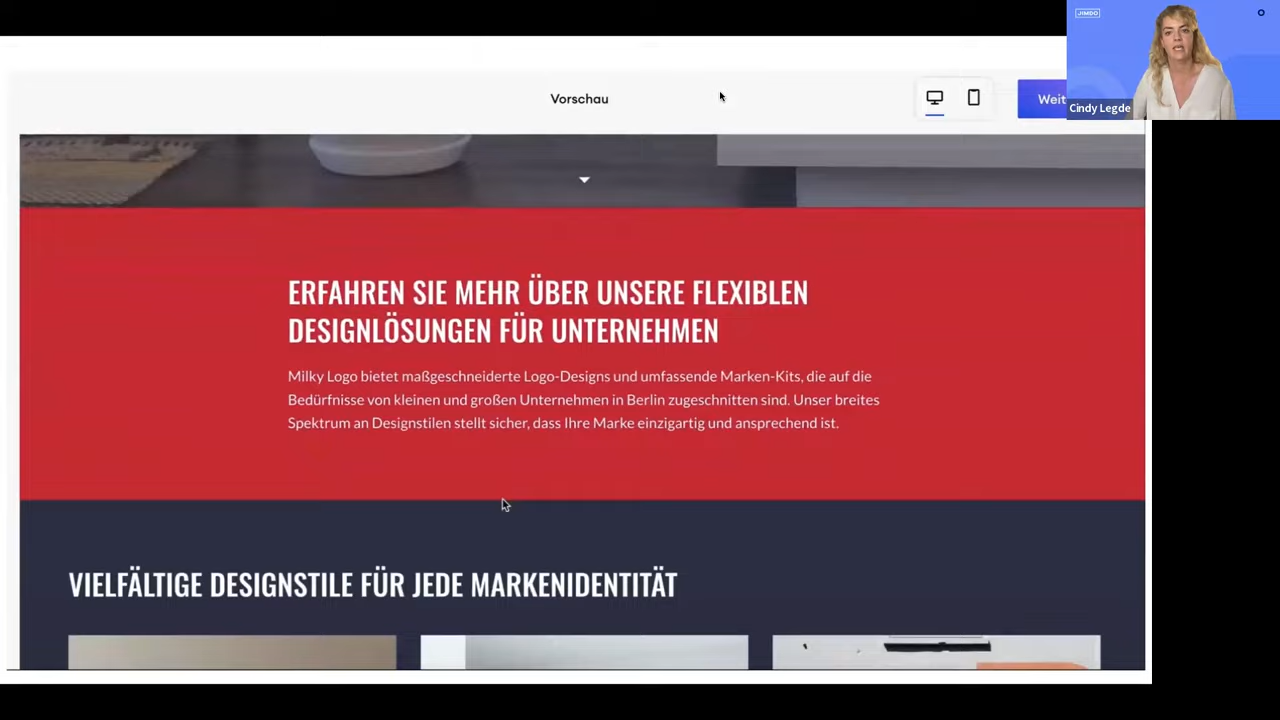 JIMDO
Cindy Legde
Vorschau
Weit
ERFAHREN SIE MEHR ÜBER UNSERE FLEXIBLEN
DESIGNLÖSUNGEN FÜR UNTERNEHMEN
Milky Logo bietet maßgeschneiderte Logo-Designs und umfassende Marken-Kits, die auf die
Bedürfnisse von kleinen und großen Unternehmen in Berlin zugeschnitten sind. Unser breites
Spektrum an Designstilen stellt sicher, dass Ihre Marke einzigartig und ansprechend ist.
VIELFÄLTIGE DESIGNSTILE FÜR JEDE MARKENIDENTITÄT